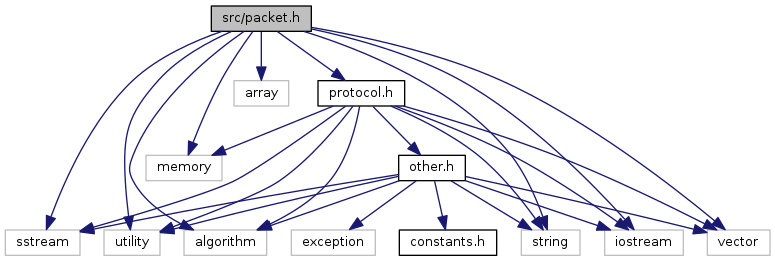 src/packet.h
array
protocol.h
memory
other.h
sstream
utility
algorithm
exception
constants.h
string
iostream
vector